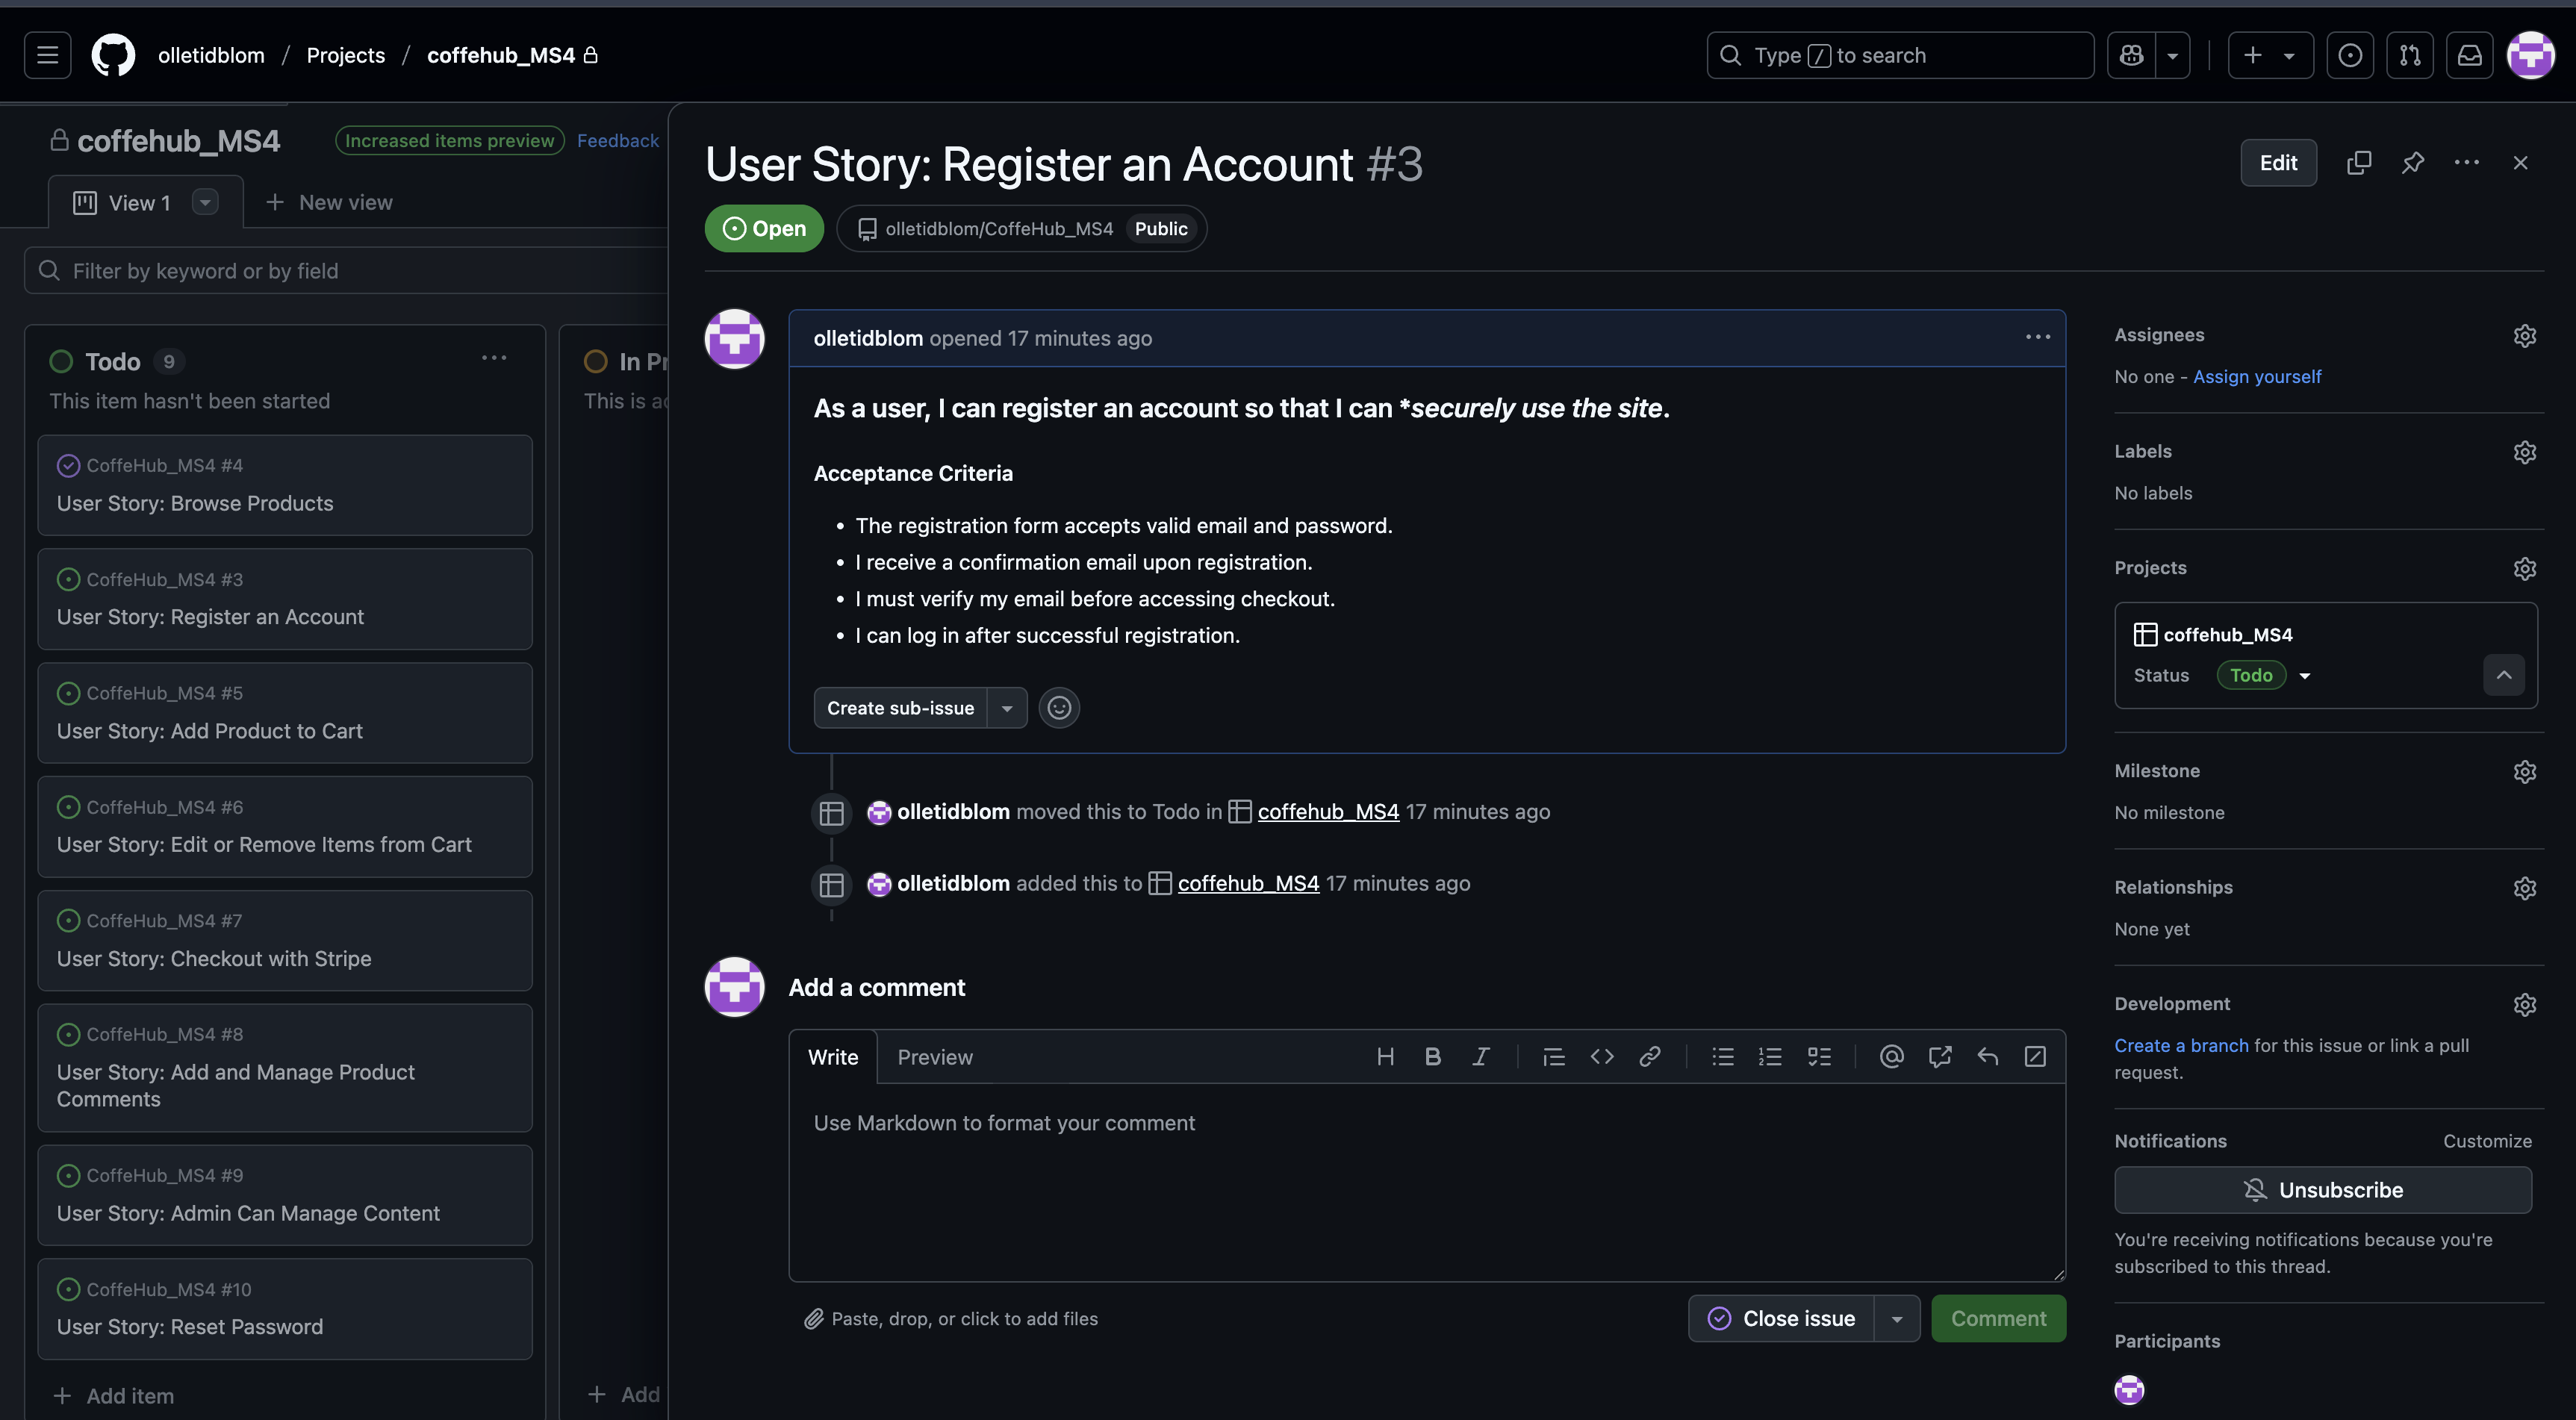 olletidblom / Projects / coffehub_MS4
Type / to search
coffehub_MS4
Increased items preview
Feedback
View 1
New view
Filter by keyword or by field
Todo 9
This item hasn't been started
CoffeHub_MS4 #4
User Story: Browse Products
CoffeHub_MS4 #3
User Story: Register an Account
CoffeHub_MS4 #5
User Story: Add Product to Cart
CoffeHub_MS4 #6
User Story: Edit or Remove Items from Cart
CoffeHub_MS4 #7
User Story: Checkout with Stripe
CoffeHub_MS4 #8
User Story: Add and Manage Product
Comments
CoffeHub_MS4 #9
User Story: Admin Can Manage Content
CoffeHub_MS4 #10
User Story: Reset Password
Add item
In Pr
This is ac
Add
User Story: Register an Account #3
Edit
Open
olletidblom/CoffeHub_MS4 Public
olletidblom opened 17 minutes ago
As a user, I can register an account so that I can *securely use the site.
Acceptance Criteria
• The registration form accepts valid email and password.
• I receive a confirmation email upon registration.
• I must verify my email before accessing checkout.
• I can log in after successful registration.
Create sub-issue
olletidblom moved this to Todo in coffehub_MS4 17 minutes ago
olletidblom added this to coffehub_MS4 17 minutes ago
Add a comment
Write
Preview
Use Markdown to format your comment
Paste, drop, or click to add files
Close issue
Comment
Assignees
No one - Assign yourself
Labels
No labels
Projects
coffehub_MS4
Status Todo
Milestone
No milestone
Relationships
None yet
Development
Create a branch for this issue or link a pull
request.
Notifications
Customize
Unsubscribe
You're receiving notifications because you're
subscribed to this thread.
Participants